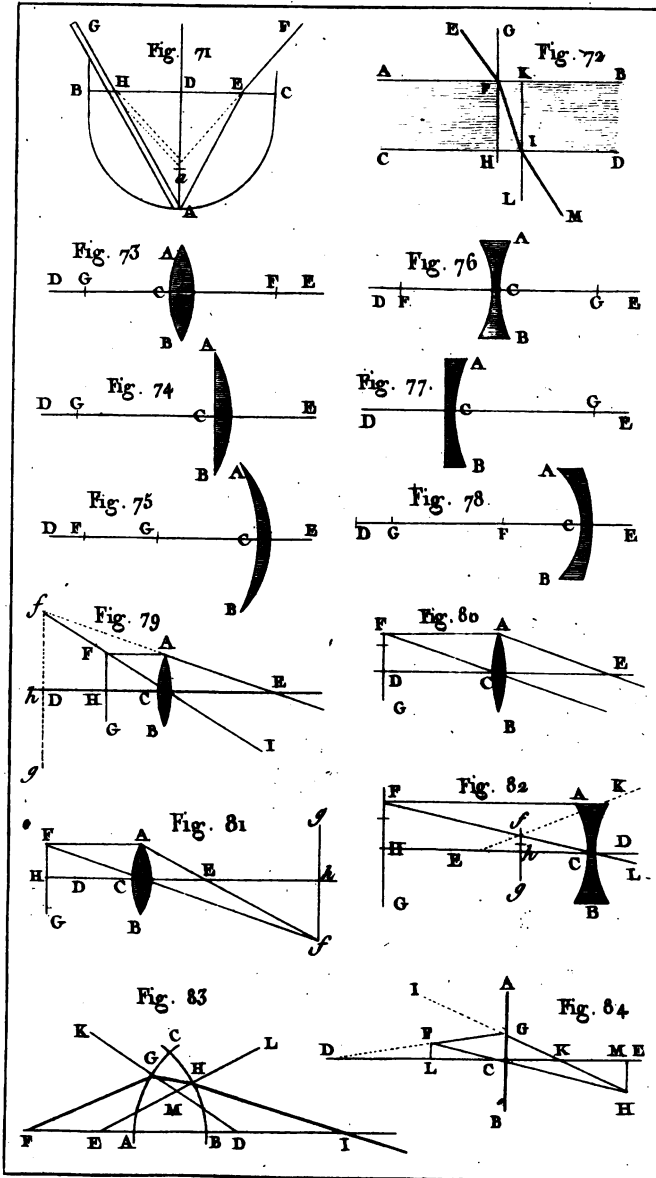 G F
Fig. 71
B H D E C
a
A
E G
Fig. 72
A F K B
C H I D
L
M
Fig. 73
A
D G C F E
B
Fig. 76
A
D F C G E
B
Fig. 74
A
D G C E
B
Fig. 77.
A
D C G E
B
Fig. 75
A
D F G C E
B
Fig. 78
A
D G F C E
B
f
Fig. 79
F A
h D H C E
G B I
g
Fig. 80
F A
D C E
G B
Fig. 81
F A g
H D C E h
G B f
Fig. 82
F A K
f
H E h C D
L
G g B
Fig. 83
K C L
G H
M
F E A B D I
Fig. 84
A
I
F G
D L C K M E
H
B